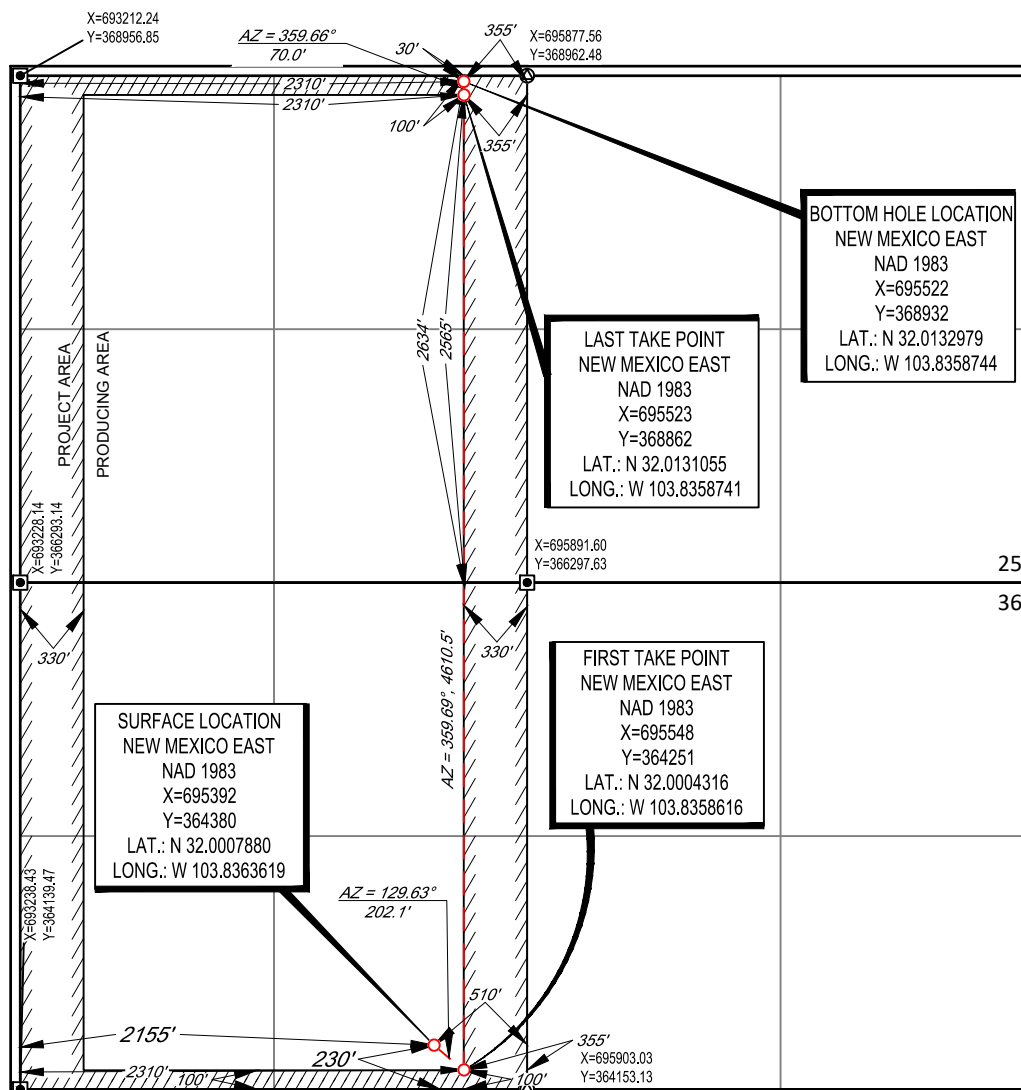 X=693212.24
Y=368956.85
AZ = 359.66°
70.0'
30'
355'
X=695877.56
Y=368962.48
2310'
2310'
100'
355'
BOTTOM HOLE LOCATION
NEW MEXICO EAST
NAD 1983
X=695522
Y=368932
LAT.: N 32.0132979
LONG.: W 103.8358744
LAST TAKE POINT
NEW MEXICO EAST
NAD 1983
X=695523
Y=368862
LAT.: N 32.0131055
LONG.: W 103.8358741
2634'
2565'
PROJECT AREA
PRODUCING AREA
X=693228.14
Y=366293.14
X=695891.60
Y=366297.63
25
36
330'
330'
FIRST TAKE POINT
NEW MEXICO EAST
NAD 1983
X=695548
Y=364251
LAT.: N 32.0004316
LONG.: W 103.8358616
AZ = 359.69°, 4610.5'
SURFACE LOCATION
NEW MEXICO EAST
NAD 1983
X=695392
Y=364380
LAT.: N 32.0007880
LONG.: W 103.8363619
X=693238.43
Y=364139.47
AZ = 129.63°
202.1'
510'
2155'
230'
355'
X=695903.03
Y=364153.13
2310'
100'
100'